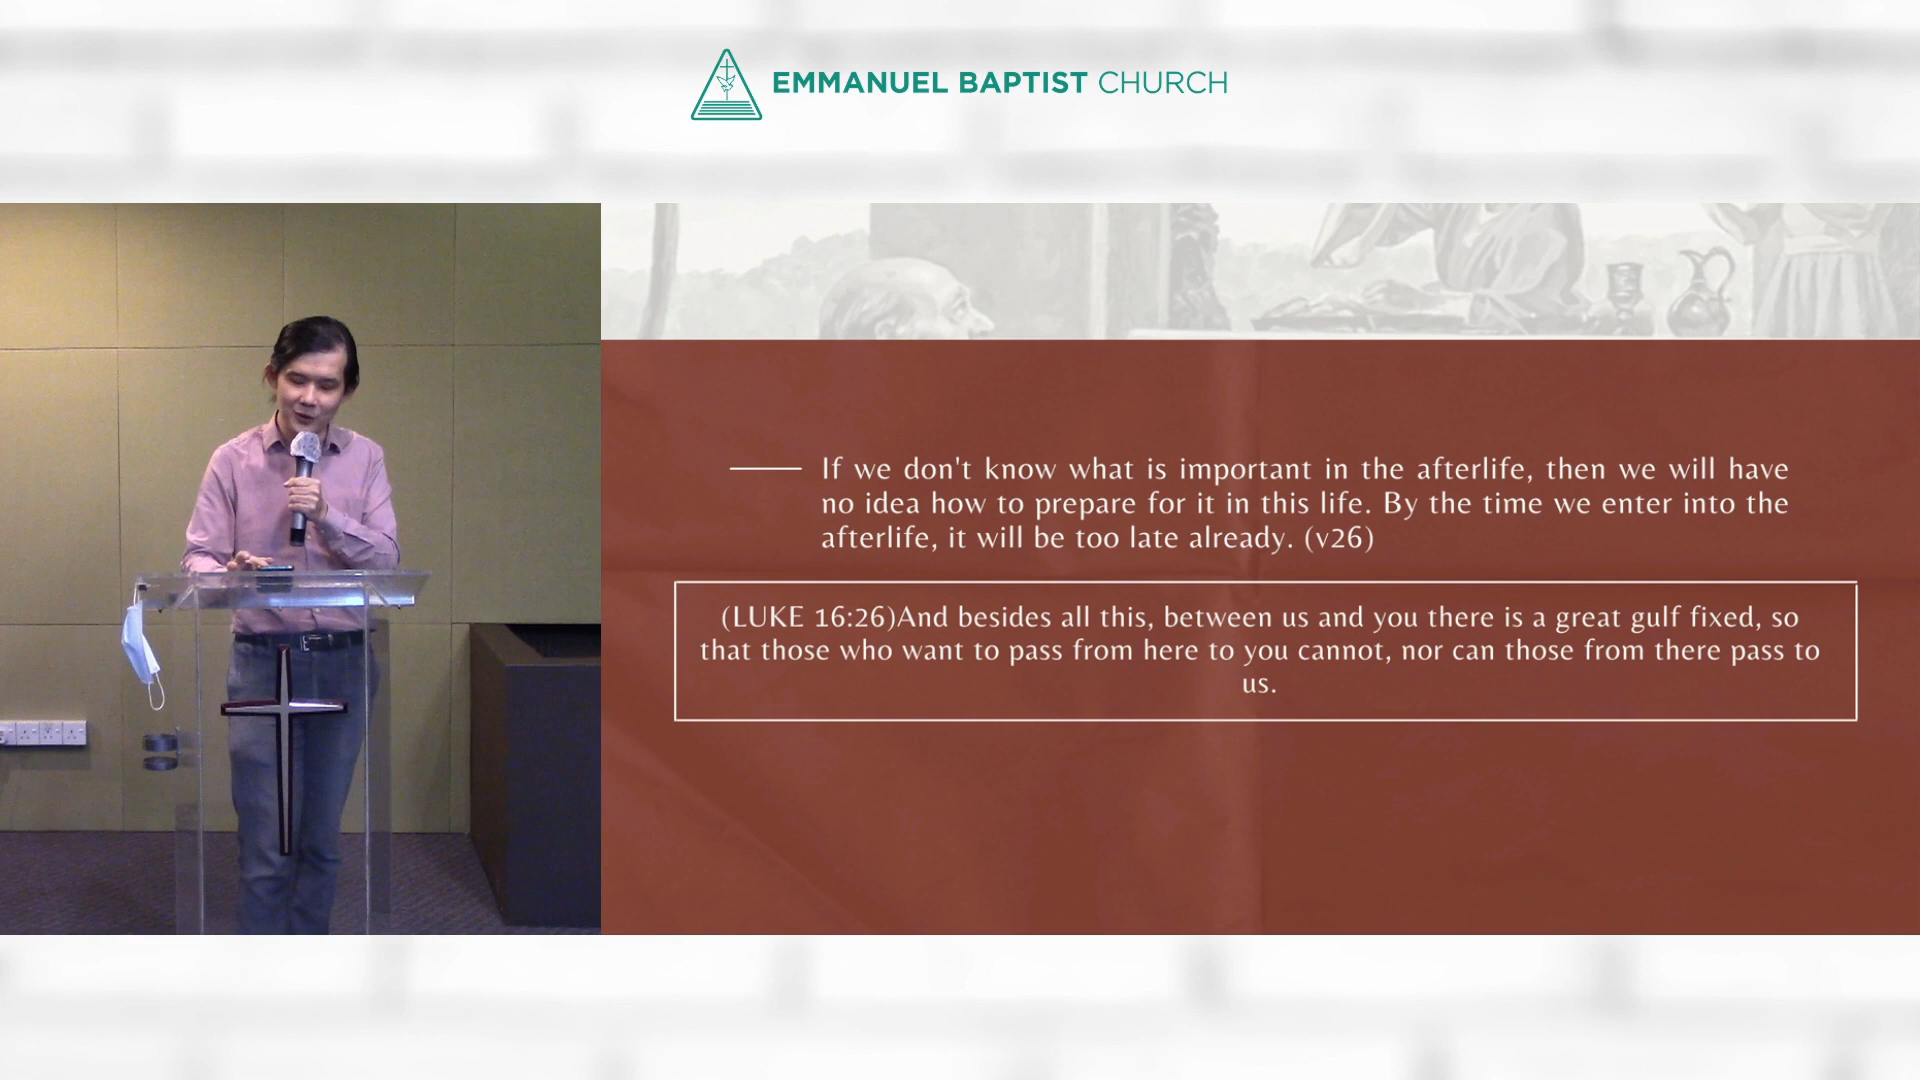 EMMANUEL BAPTIST CHURCH
If we don't know what is important in the afterlife, then we will have
no idea how to prepare for it in this life. By the time we enter into the
afterlife, it will be too late already. (v26)
(LUKE 16:26)And besides all this, between us and you there is a great gulf fixed, so
that those who want to pass from here to you cannot, nor can those from there pass to
us.